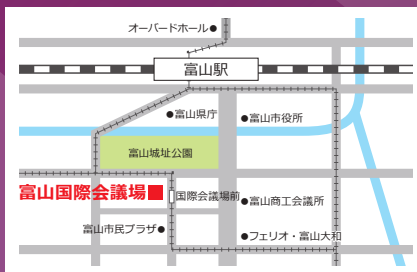 オーバードホール●
富山駅
●富山県庁
●富山市役所
富山城址公園
富山国際会議場■
国際会議場前
●富山商工会議所
富山市民プラザ●
●フェリオ・富山大和